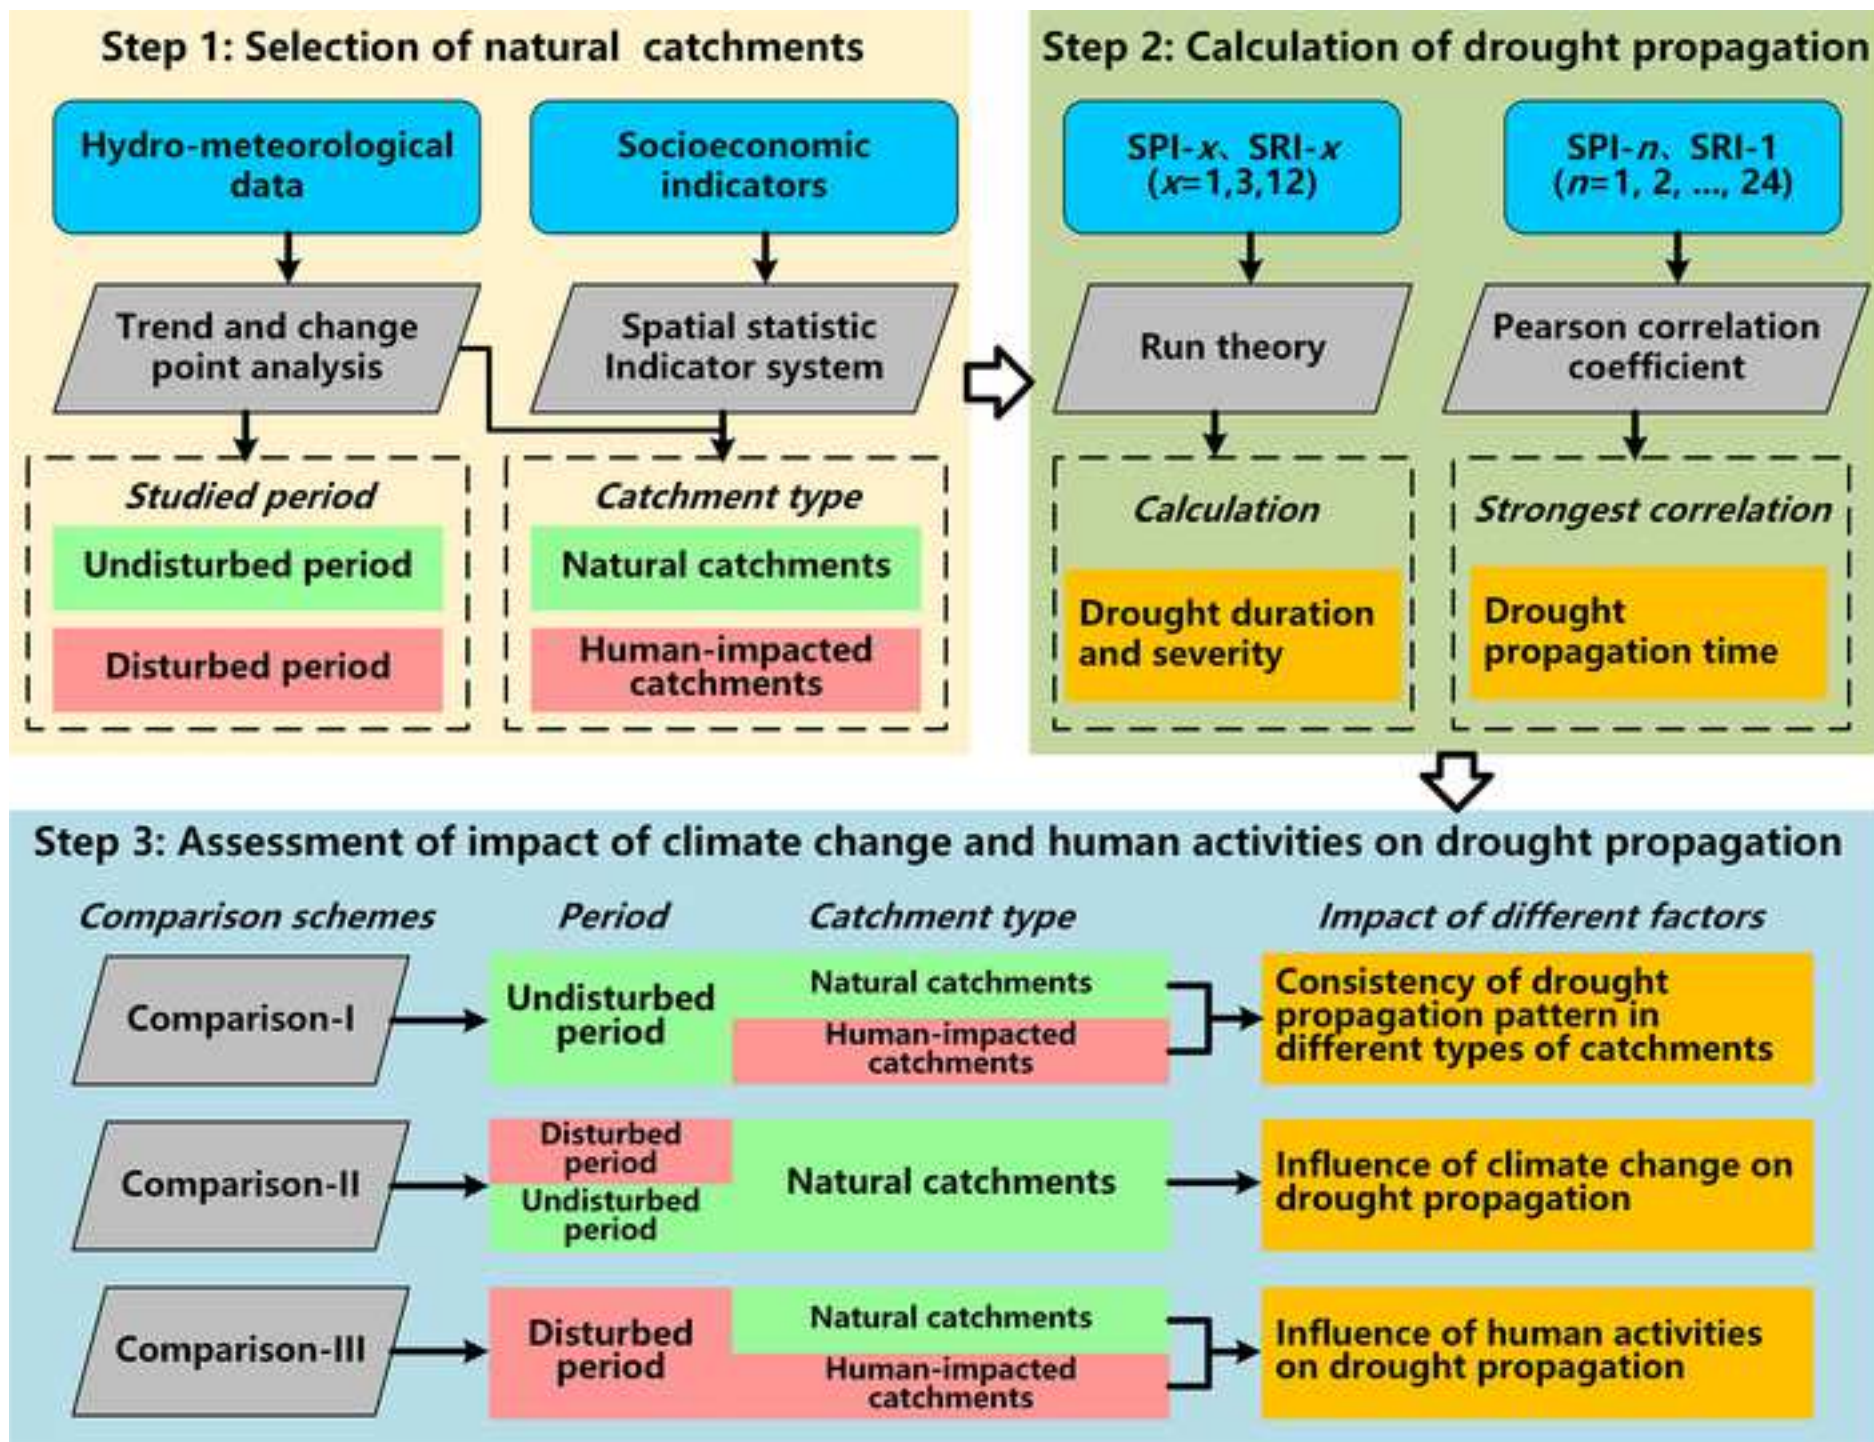 Step 1: Selection of natural catchments
Hydro-meteorological
data
Socioeconomic
indicators
Trend and change
point analysis
Spatial statistic
Indicator system
Studied period
Undisturbed period
Disturbed period
Catchment type
Natural catchments
Human-impacted
catchments
Step 2: Calculation of drought propagation
SPI-x、SRI-x
(x=1,3,12)
SPI-n、SRI-1
(n=1, 2, ..., 24)
Run theory
Pearson correlation
coefficient
Calculation
Drought duration
and severity
Strongest correlation
Drought
propagation time
Step 3: Assessment of impact of climate change and human activities on drought propagation
Comparison schemes
Period
Catchment type
Impact of different factors
Comparison-I
Undisturbed
period
Natural catchments
Human-impacted
catchments
Consistency of drought
propagation pattern in
different types of catchments
Comparison-II
Disturbed
period
Undisturbed
period
Natural catchments
Influence of climate change on
drought propagation
Comparison-III
Disturbed
period
Natural catchments
Human-impacted
catchments
Influence of human activities
on drought propagation